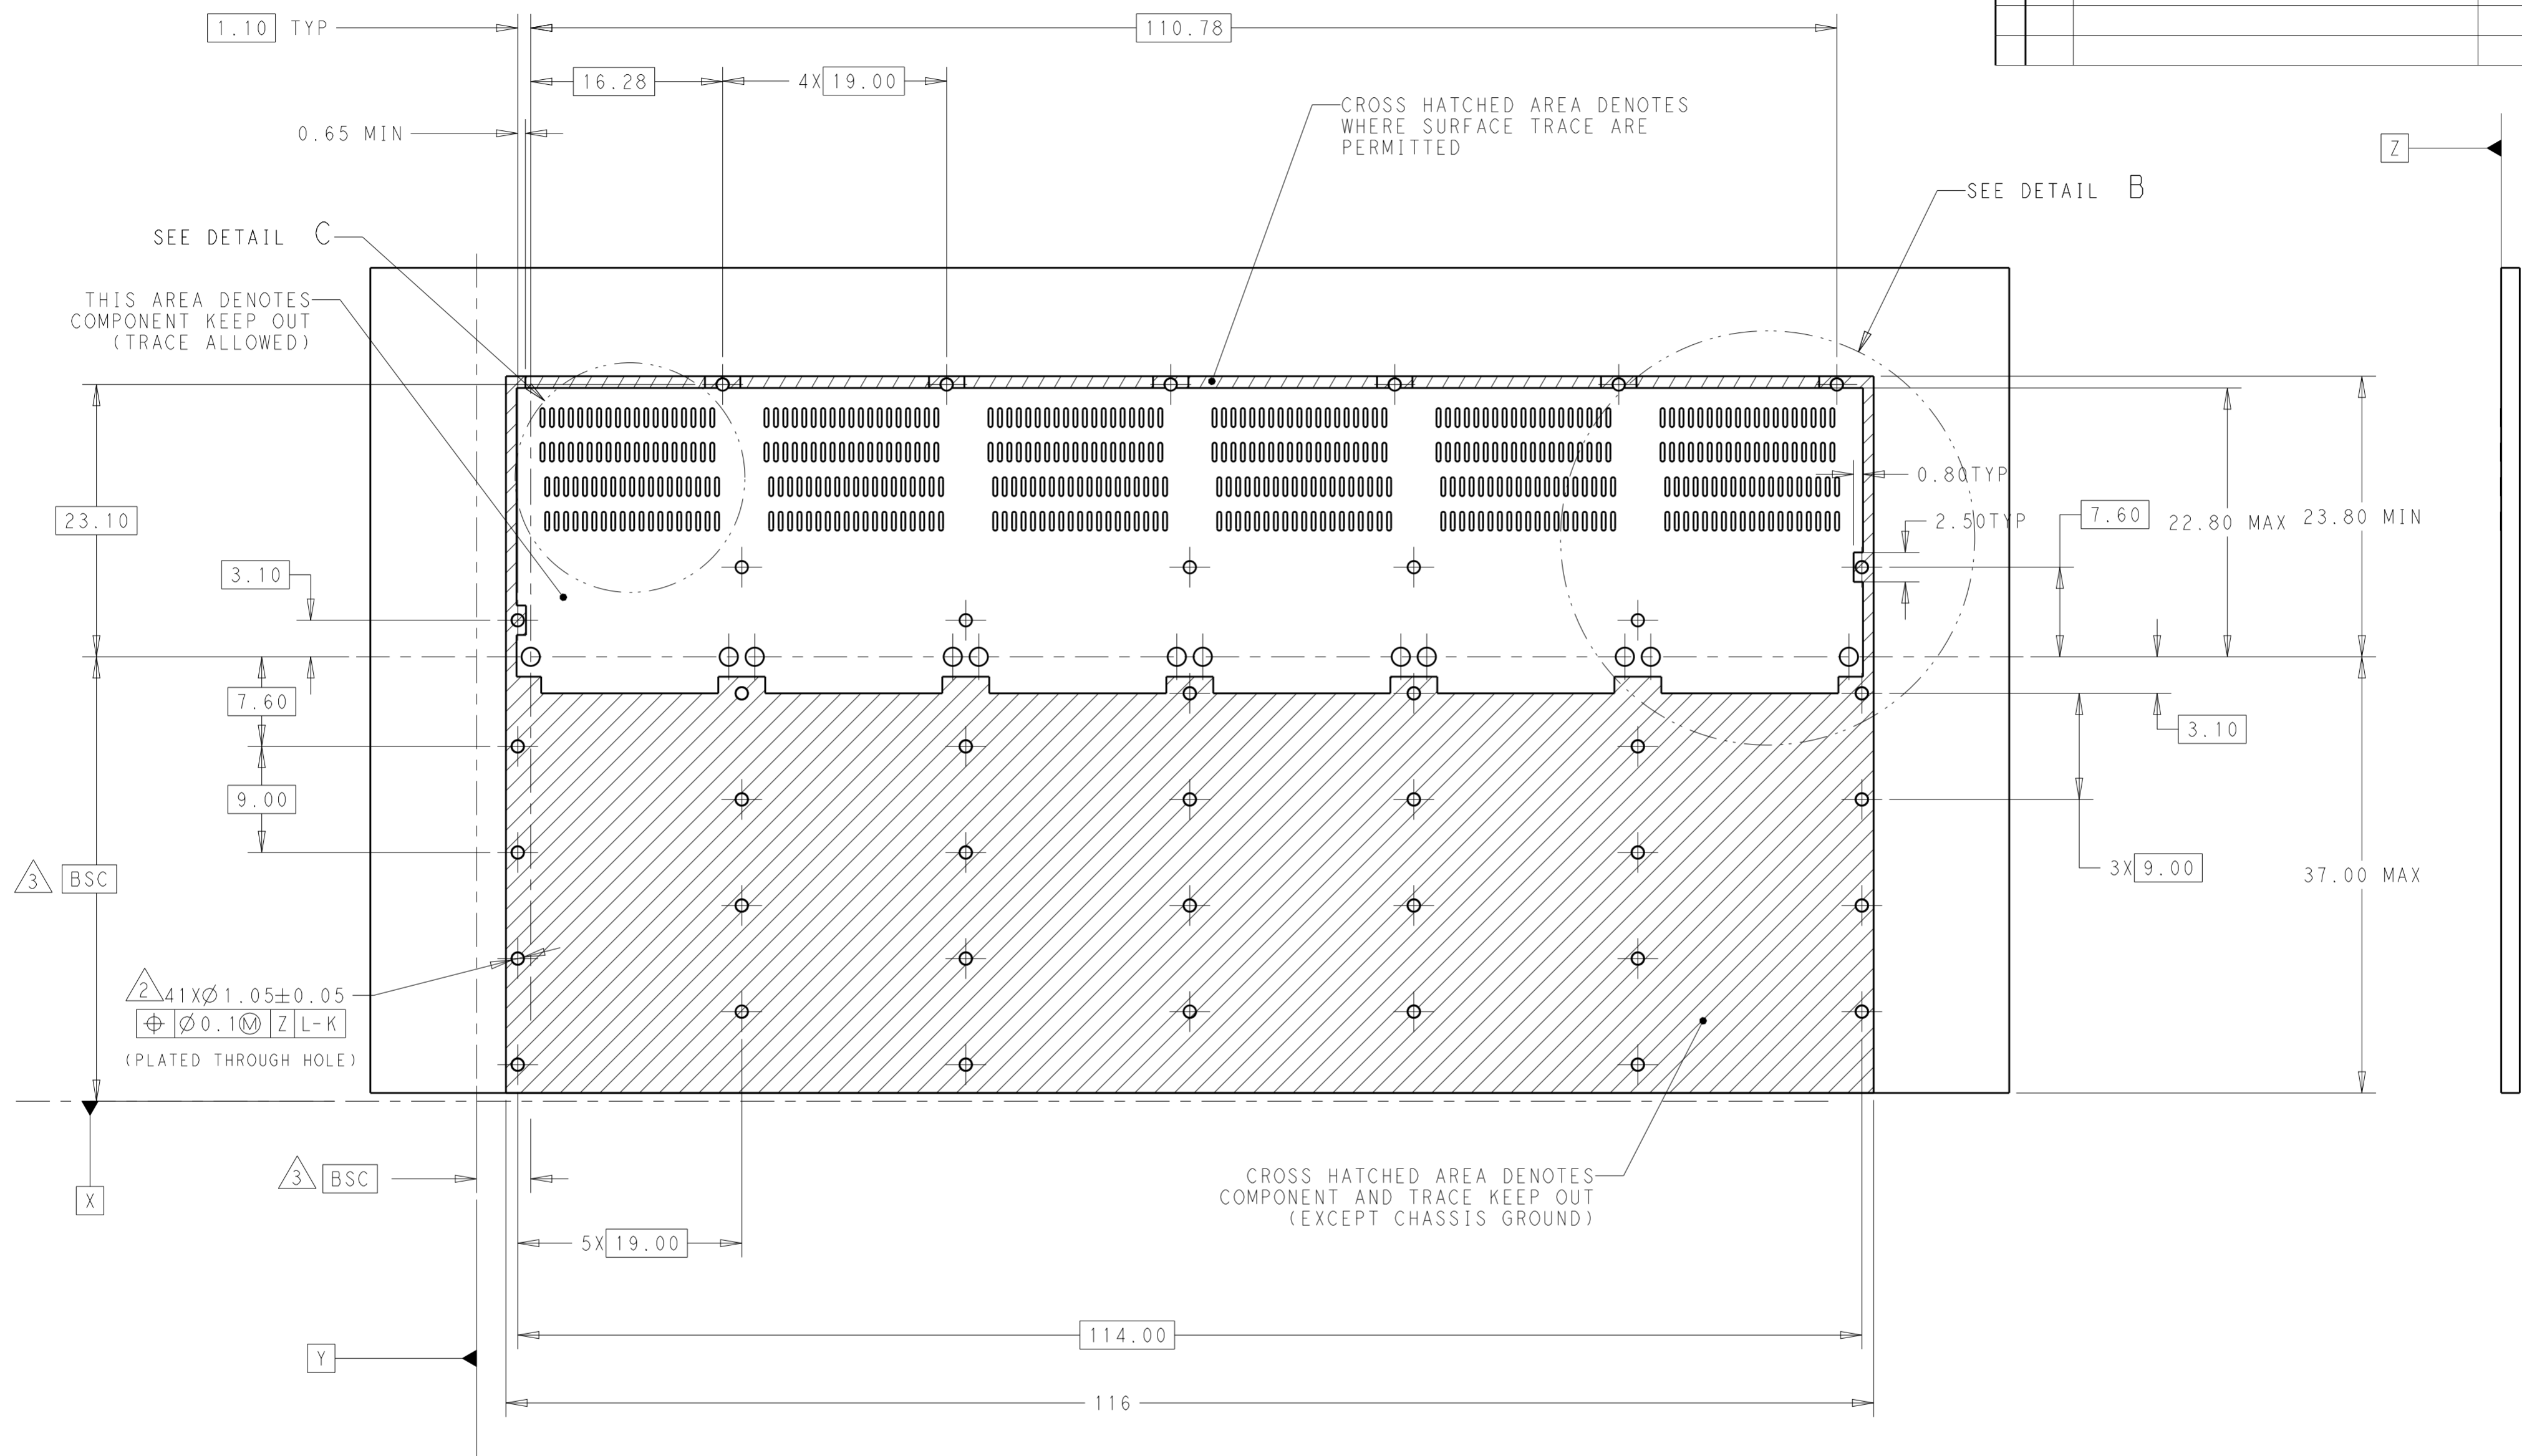 1.10 TYP
110.78
16.28
4X 19.00
0.65 MIN
CROSS HATCHED AREA DENOTES
WHERE SURFACE TRACE ARE
PERMITTED
Z
SEE DETAIL B
SEE DETAIL C
THIS AREA DENOTES
COMPONENT KEEP OUT
(TRACE ALLOWED)
0.80TYP
23.10
2.50TYP
7.60
22.80 MAX
23.80 MIN
3.10
7.60
3.10
9.00
3 BSC
3X 9.00
37.00 MAX
2 41XØ1.05±0.05
⌖ Ø0.1Ⓜ Z L-K
(PLATED THROUGH HOLE)
3 BSC
X
CROSS HATCHED AREA DENOTES
COMPONENT AND TRACE KEEP OUT
(EXCEPT CHASSIS GROUND)
5X 19.00
114.00
Y
116